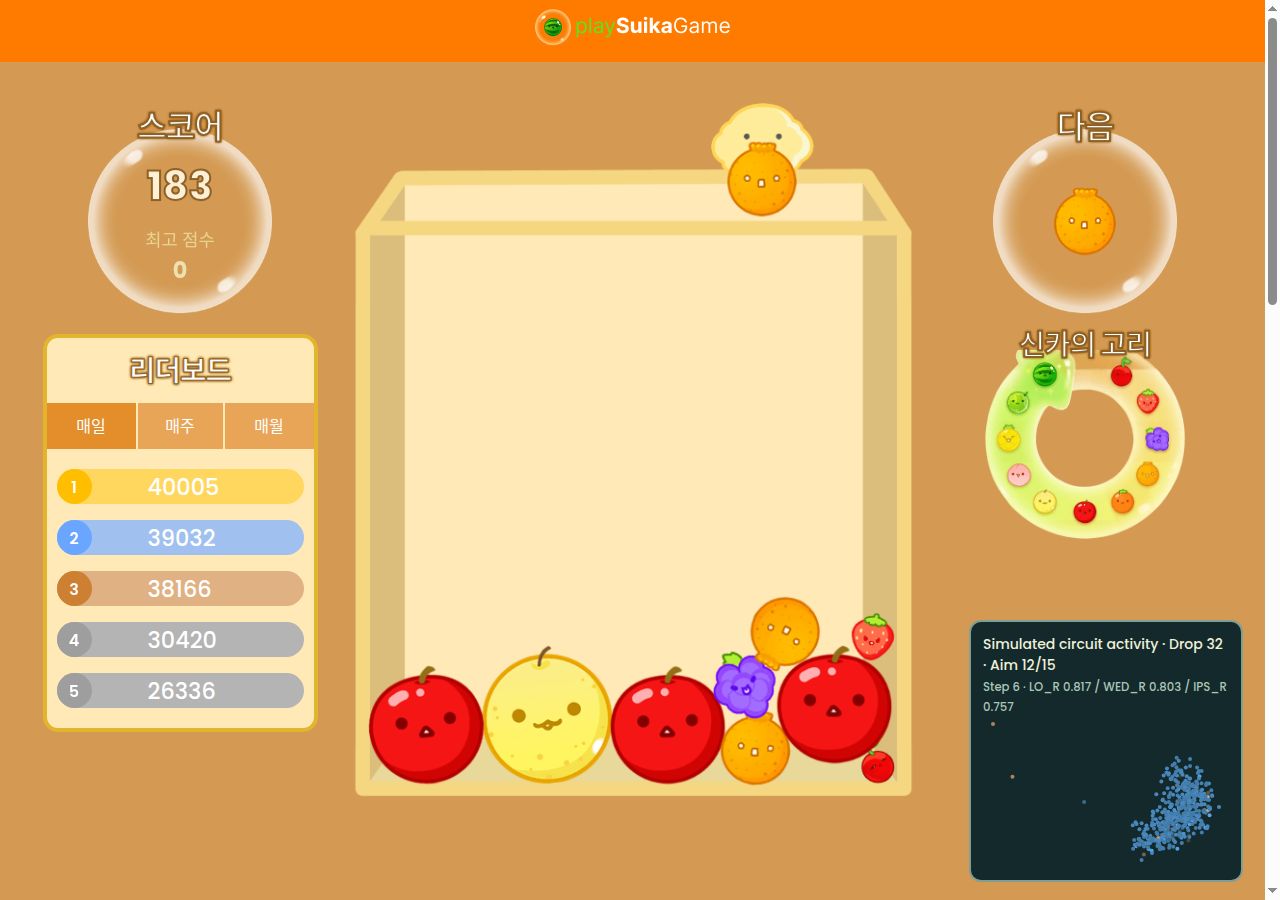 playSuikaGame
스코어
183
최고 점수
0
다음
신카의 고리
리더보드
매일 매주 매월
1 40005
2 39032
3 38166
4 30420
5 26336
Simulated circuit activity · Drop 32
· Aim 12/15
Step 6 · LO_R 0.817 / WED_R 0.803 / IPS_R
0.757